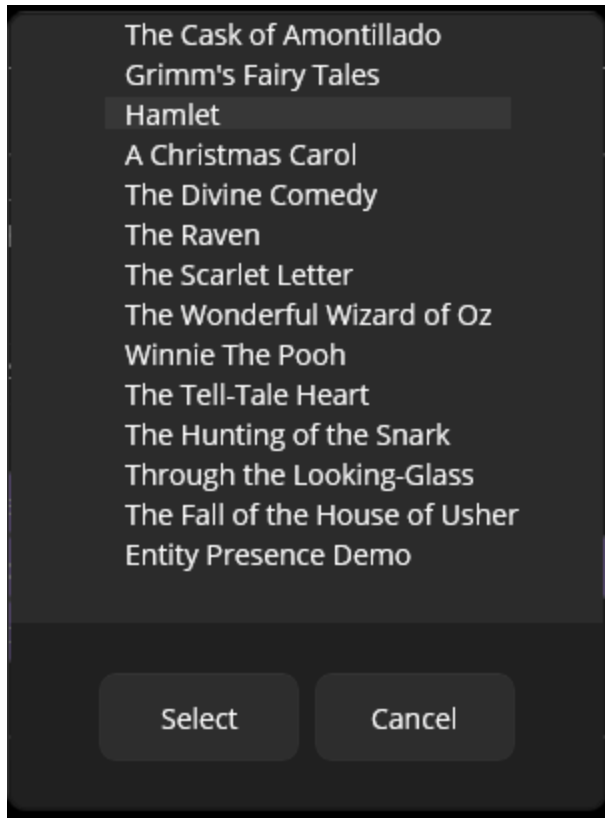 The Cask of Amontillado
Grimm's Fairy Tales
Hamlet
A Christmas Carol
The Divine Comedy
The Raven
The Scarlet Letter
The Wonderful Wizard of Oz
Winnie The Pooh
The Tell-Tale Heart
The Hunting of the Snark
Through the Looking-Glass
The Fall of the House of Usher
Entity Presence Demo
Select Cancel